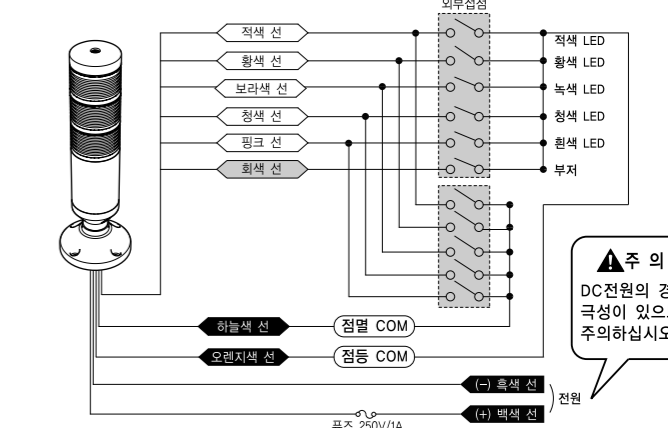 외부접점
적색 선
적색 LED
황색 선
황색 LED
보라색 선
녹색 LED
청색 선
청색 LED
핑크 선
흰색 LED
회색 선
부저
주 의
DC전원의 경
극성이 있으
주의하십시오
하늘색 선
점멸 COM
오렌지색 선
점등 COM
(-) 흑색 선
전원
(+) 백색 선
퓨즈 250V/1A